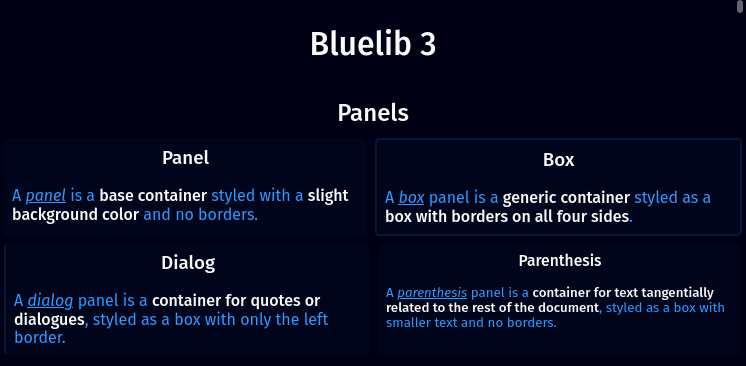 Bluelib 3
Panels
Panel
A panel is a base container styled with a slight
background color and no borders.
Box
A box panel is a generic container styled as a
box with borders on all four sides.
Dialog
A dialog panel is a container for quotes or
dialogues, styled as a box with only the left
border.
Parenthesis
A parenthesis panel is a container for text tangentially
related to the rest of the document, styled as a box with
smaller text and no borders.